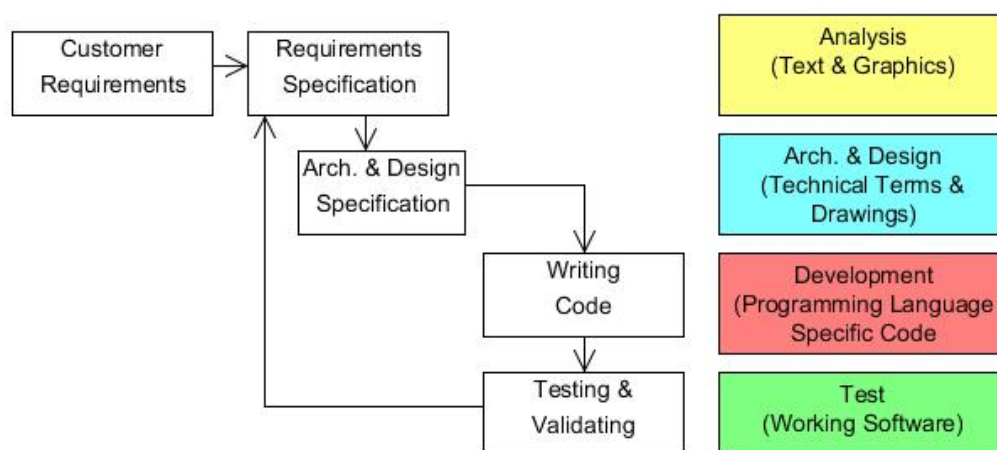 Customer
Requirements
Requirements
Specification
Arch. & Design
Specification
Writing
Code
Testing &
Validating
Analysis
(Text & Graphics)
Arch. & Design
(Technical Terms &
Drawings)
Development
(Programming Language
Specific Code
Test
(Working Software)